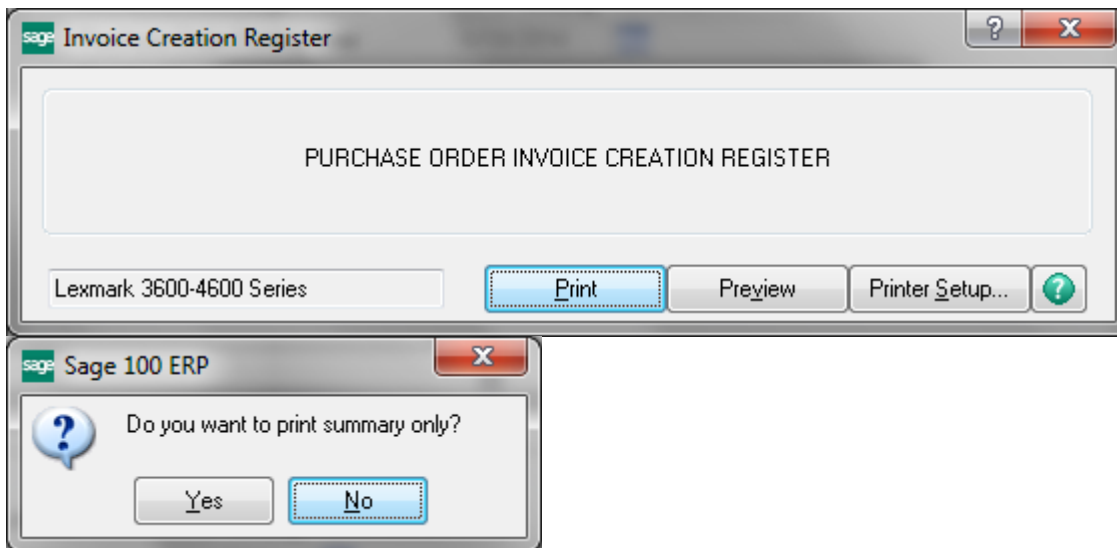 sage Invoice Creation Register
PURCHASE ORDER INVOICE CREATION REGISTER
Lexmark 3600-4600 Series Print Preview Printer Setup...
sage Sage 100 ERP
Do you want to print summary only?
Yes No